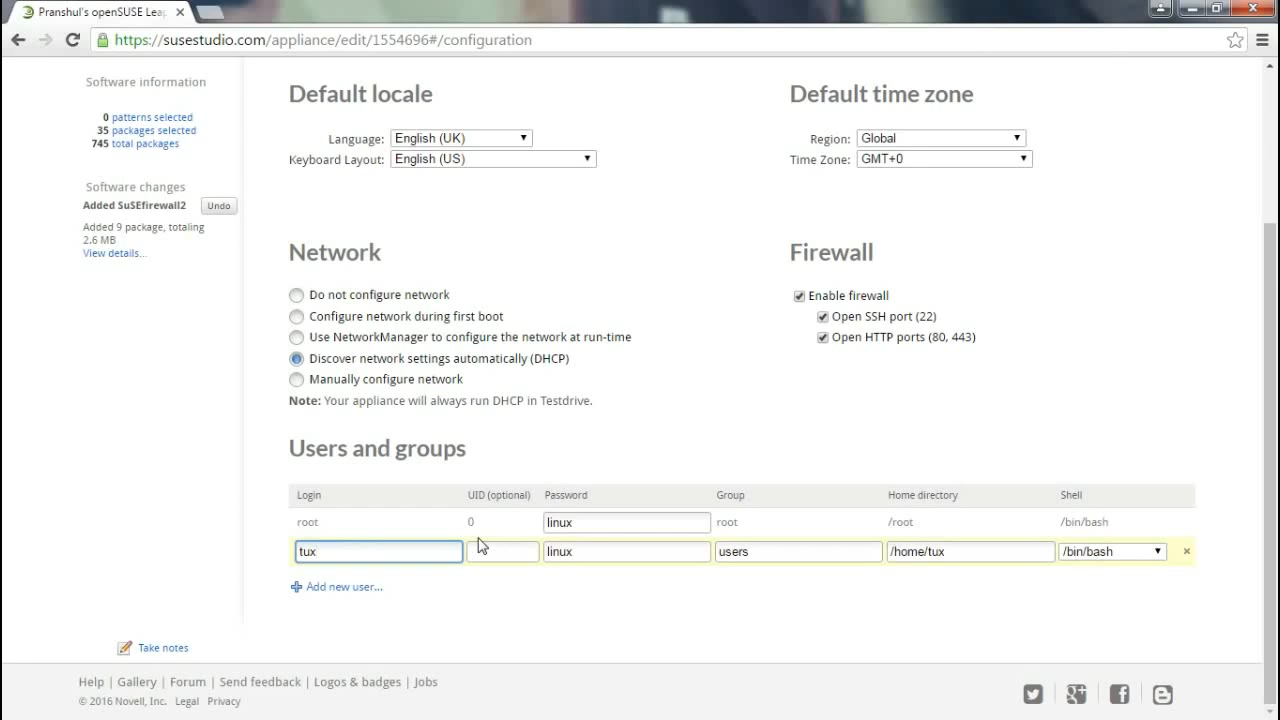 Pranshul's openSUSE Leap
https://susestudio.com/appliance/edit/1554696#/configuration
Software information
0 patterns selected
35 packages selected
745 total packages
Software changes
Added SuSEfirewall2 Undo
Added 9 package, totaling
2.6 MB
View details...
Default locale
Language: English (UK)
Keyboard Layout: English (US)
Default time zone
Region: Global
Time Zone: GMT+0
Network
Do not configure network
Configure network during first boot
Use NetworkManager to configure the network at run-time
Discover network settings automatically (DHCP)
Manually configure network
Note: Your appliance will always run DHCP in Testdrive.
Firewall
Enable firewall
Open SSH port (22)
Open HTTP ports (80, 443)
Users and groups
Login UID (optional) Password Group Home directory Shell
root 0 linux root /root /bin/bash
tux linux users /home/tux /bin/bash
Add new user...
Take notes
Help | Gallery | Forum | Send feedback | Logos & badges | Jobs
© 2016 Novell, Inc. Legal Privacy